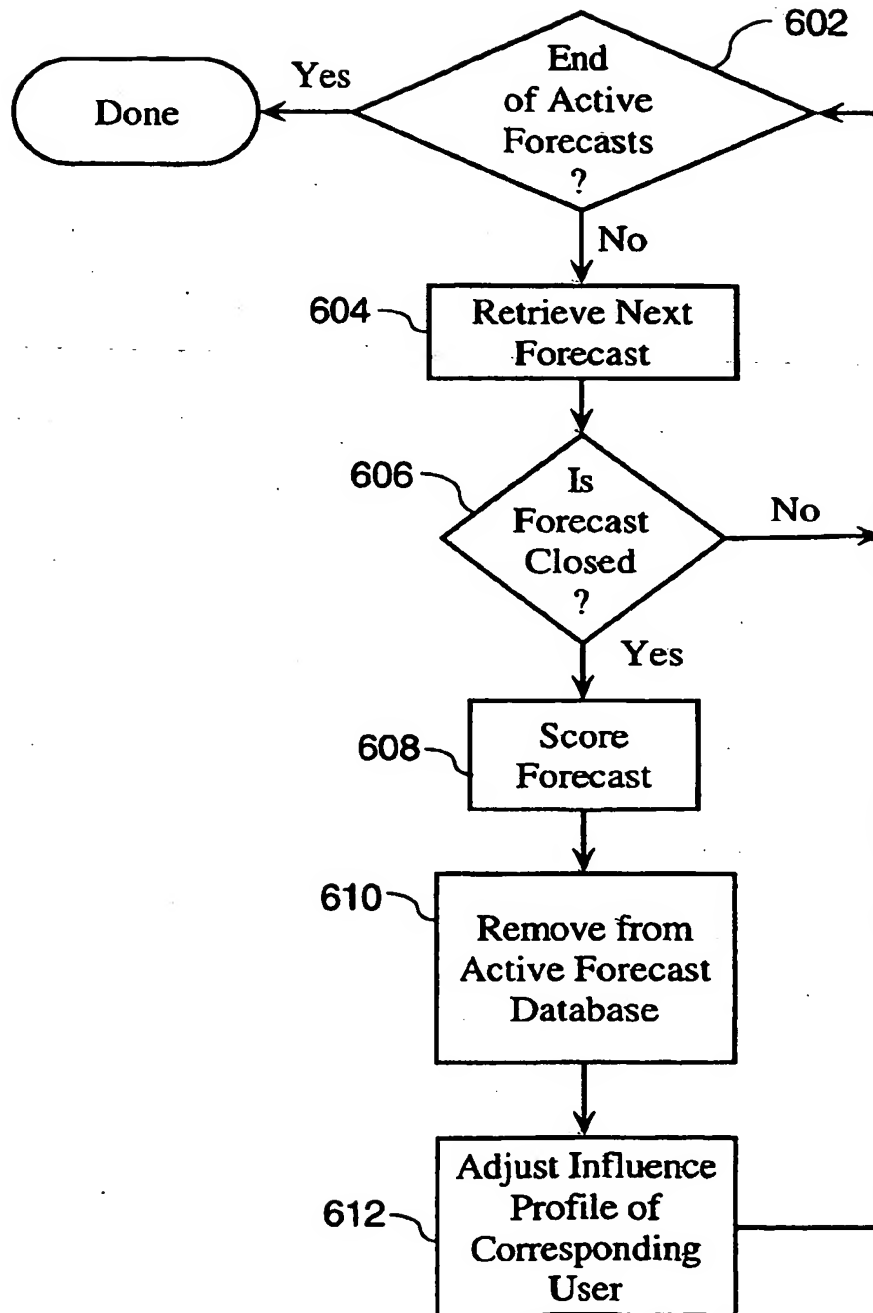 602
End
of Active
Forecasts
?
Yes
Done
No
604
Retrieve Next
Forecast
606
Is
Forecast
Closed
?
No
Yes
608
Score
Forecast
610
Remove from
Active Forecast
Database
612
Adjust Influence
Profile of
Corresponding
User